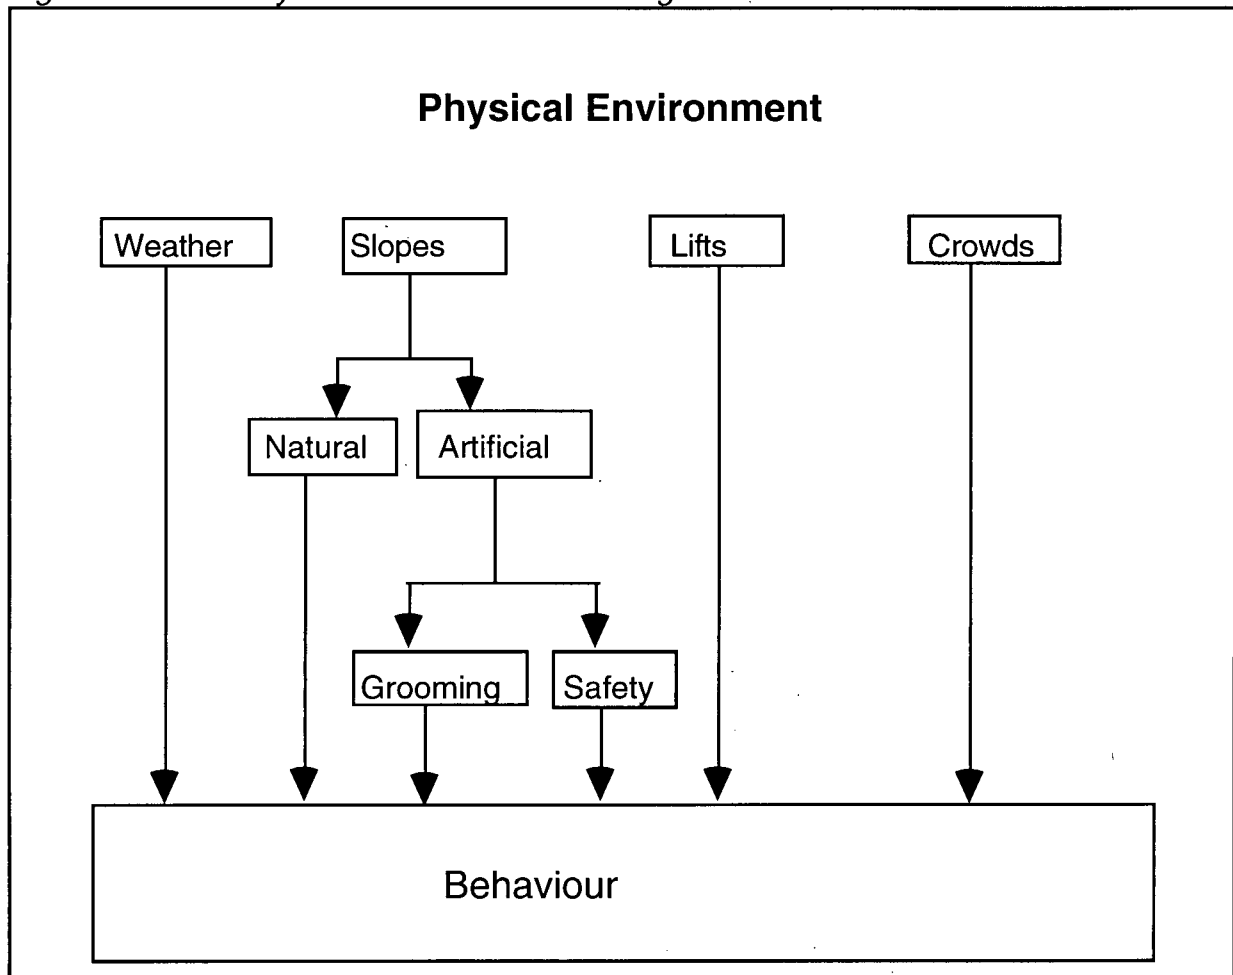 Physical Environment
Weather
Slopes
Lifts
Crowds
Natural
Artificial
Grooming
Safety
Behaviour